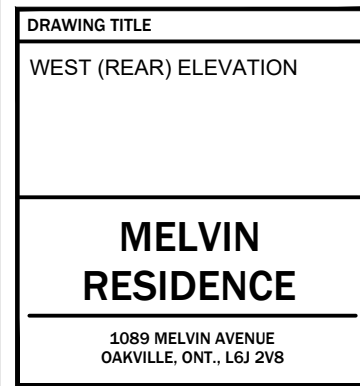 DRAWING TITLE
WEST (REAR) ELEVATION
MELVIN
RESIDENCE
1089 MELVIN AVENUE
OAKVILLE, ONT., L6J 2V8